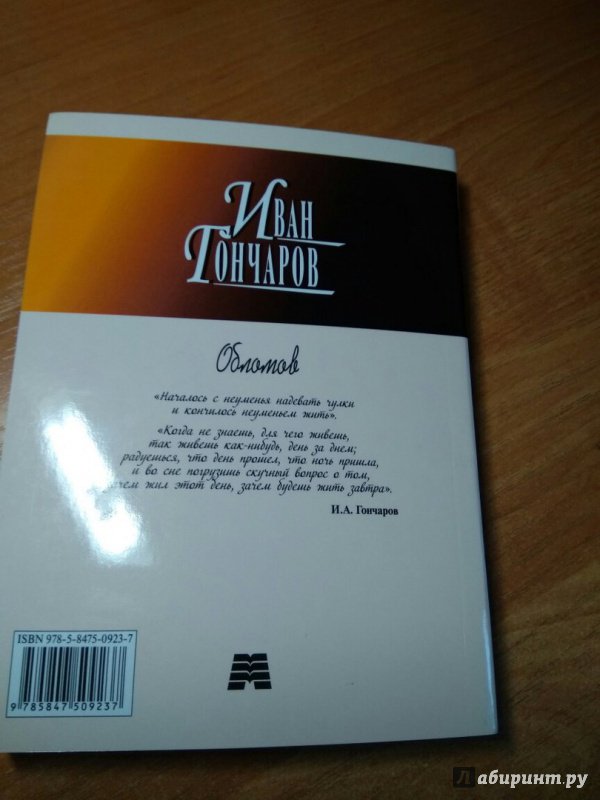 Иван
Гончаров
Обломов
«Началось с неуменья надевать чулки
и кончилось неуменьем жить».
«Когда не знаешь, для чего живешь,
так живешь как-нибудь, день за днем;
радуешься, что день прошел, что ночь пришла,
и во сне погрузишь скучный вопрос о том,
зачем жил этот день, зачем будешь жить завтра».
И.А. Гончаров
ISBN 978-5-8475-0923-7
9 785847 509237
Лабиринт.ру